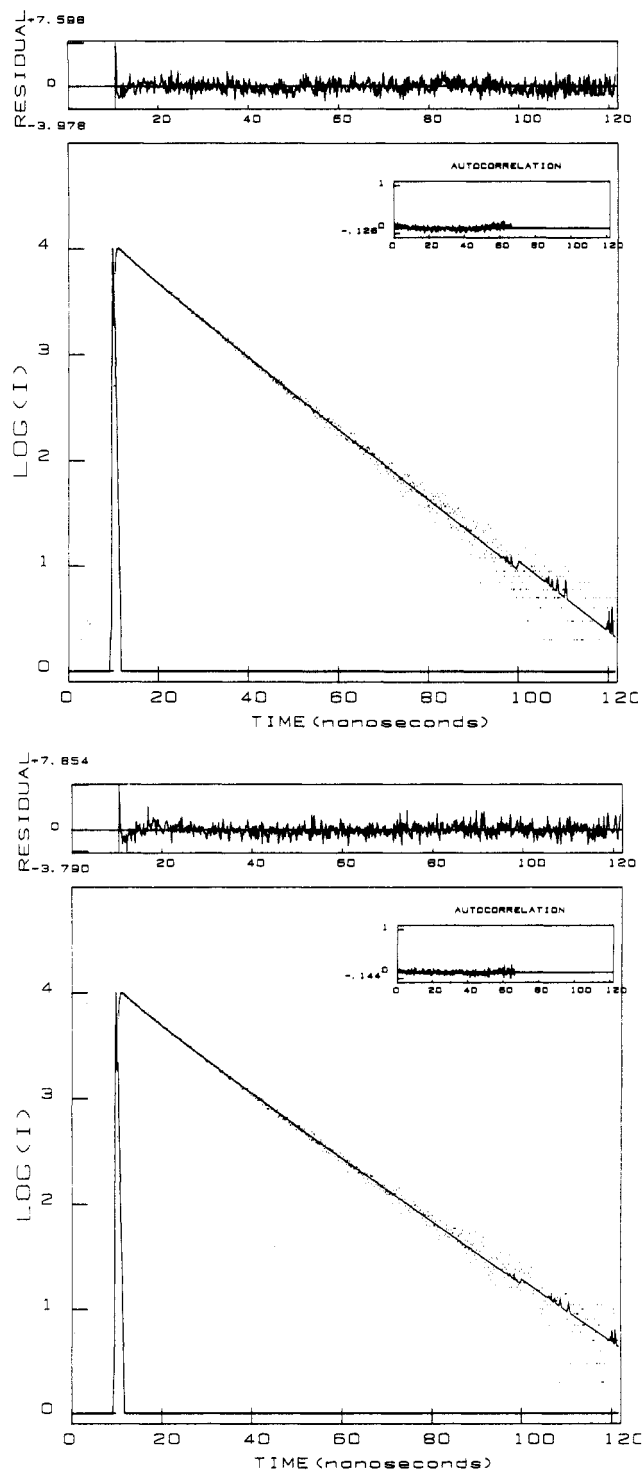 +7.598
RESIDUAL
0
-3.978
20 40 60 80 100 120
AUTOCORRELATION
1
0
-.126
0 20 40 60 80 100 120
4
3
2
1
0
LOG(I)
0 20 40 60 80 100 120
TIME(nanoseconds)
+7.854
RESIDUAL
0
-3.790
20 40 60 80 100 120
AUTOCORRELATION
1
0
-.144
0 20 40 60 80 100 120
4
3
2
1
0
LOG(I)
0 20 40 60 80 100 120
TIME(nanoseconds)